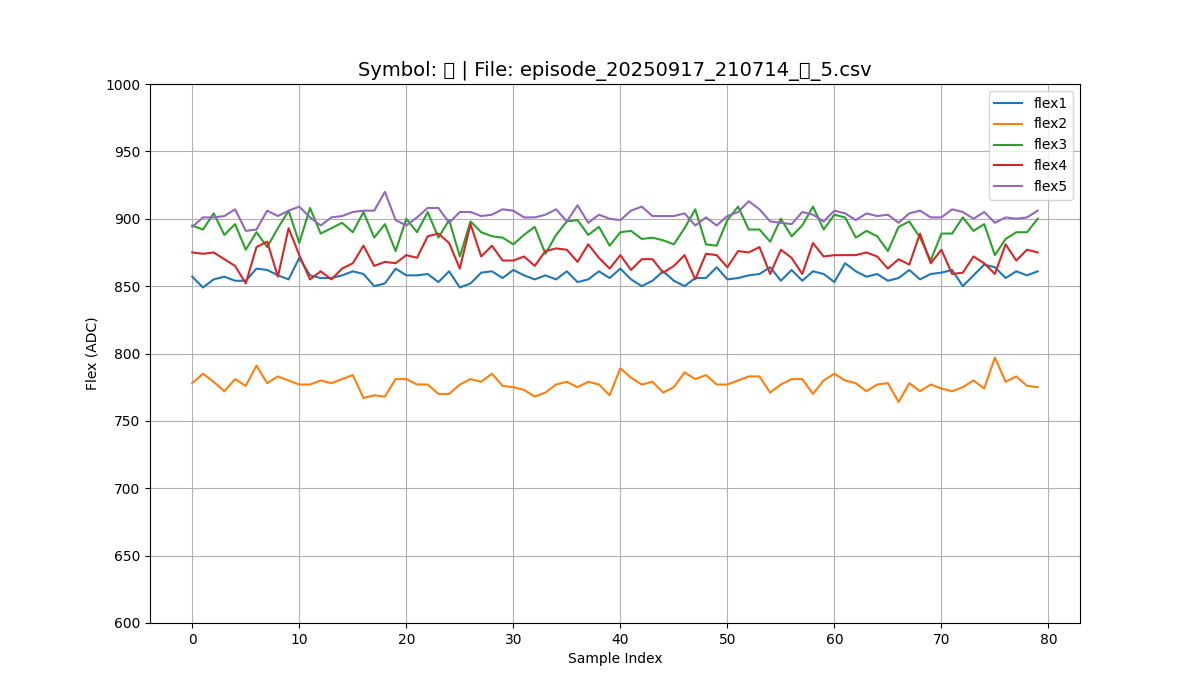 Symbol: | File: episode_20250917_210714_ _5.csv
1000
950
900
850
800
750
700
650
600
Flex (ADC)
0 10 20 30 40 50 60 70 80
Sample Index
flex1
flex2
flex3
flex4
flex5